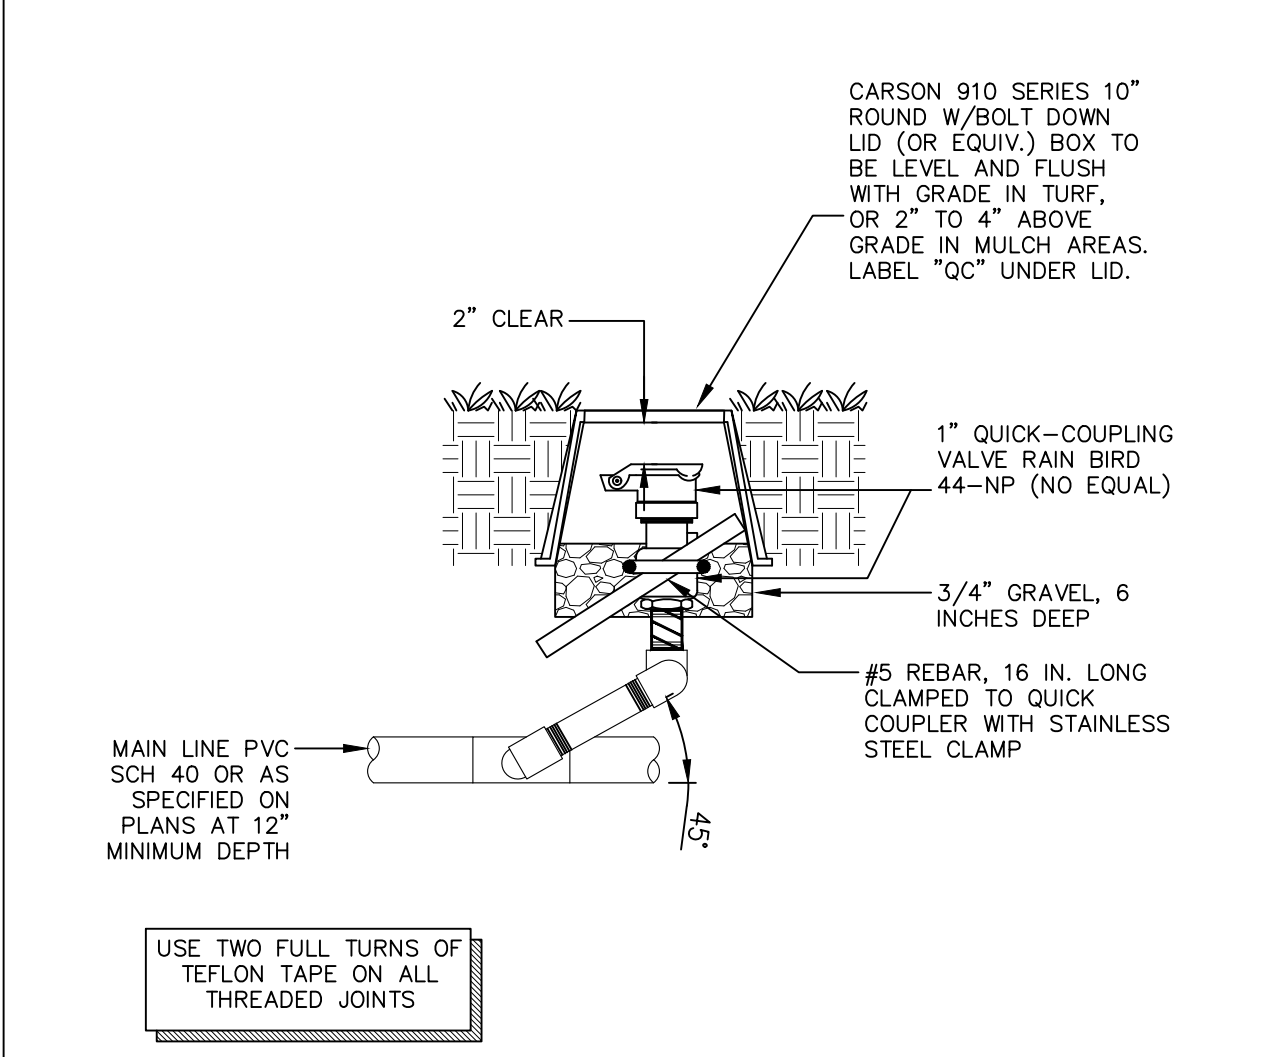 CARSON 910 SERIES 10”
ROUND W/BOLT DOWN
LID (OR EQUIV.) BOX TO
BE LEVEL AND FLUSH
WITH GRADE IN TURF,
OR 2” TO 4” ABOVE
GRADE IN MULCH AREAS.
LABEL ”QC” UNDER LID.
2” CLEAR
1” QUICK–COUPLING
VALVE RAIN BIRD
44–NP (NO EQUAL)
3/4” GRAVEL, 6
INCHES DEEP
#5 REBAR, 16 IN. LONG
CLAMPED TO QUICK
COUPLER WITH STAINLESS
STEEL CLAMP
MAIN LINE PVC
SCH 40 OR AS
SPECIFIED ON
PLANS AT 12”
MINIMUM DEPTH
45°
USE TWO FULL TURNS OF
TEFLON TAPE ON ALL
THREADED JOINTS